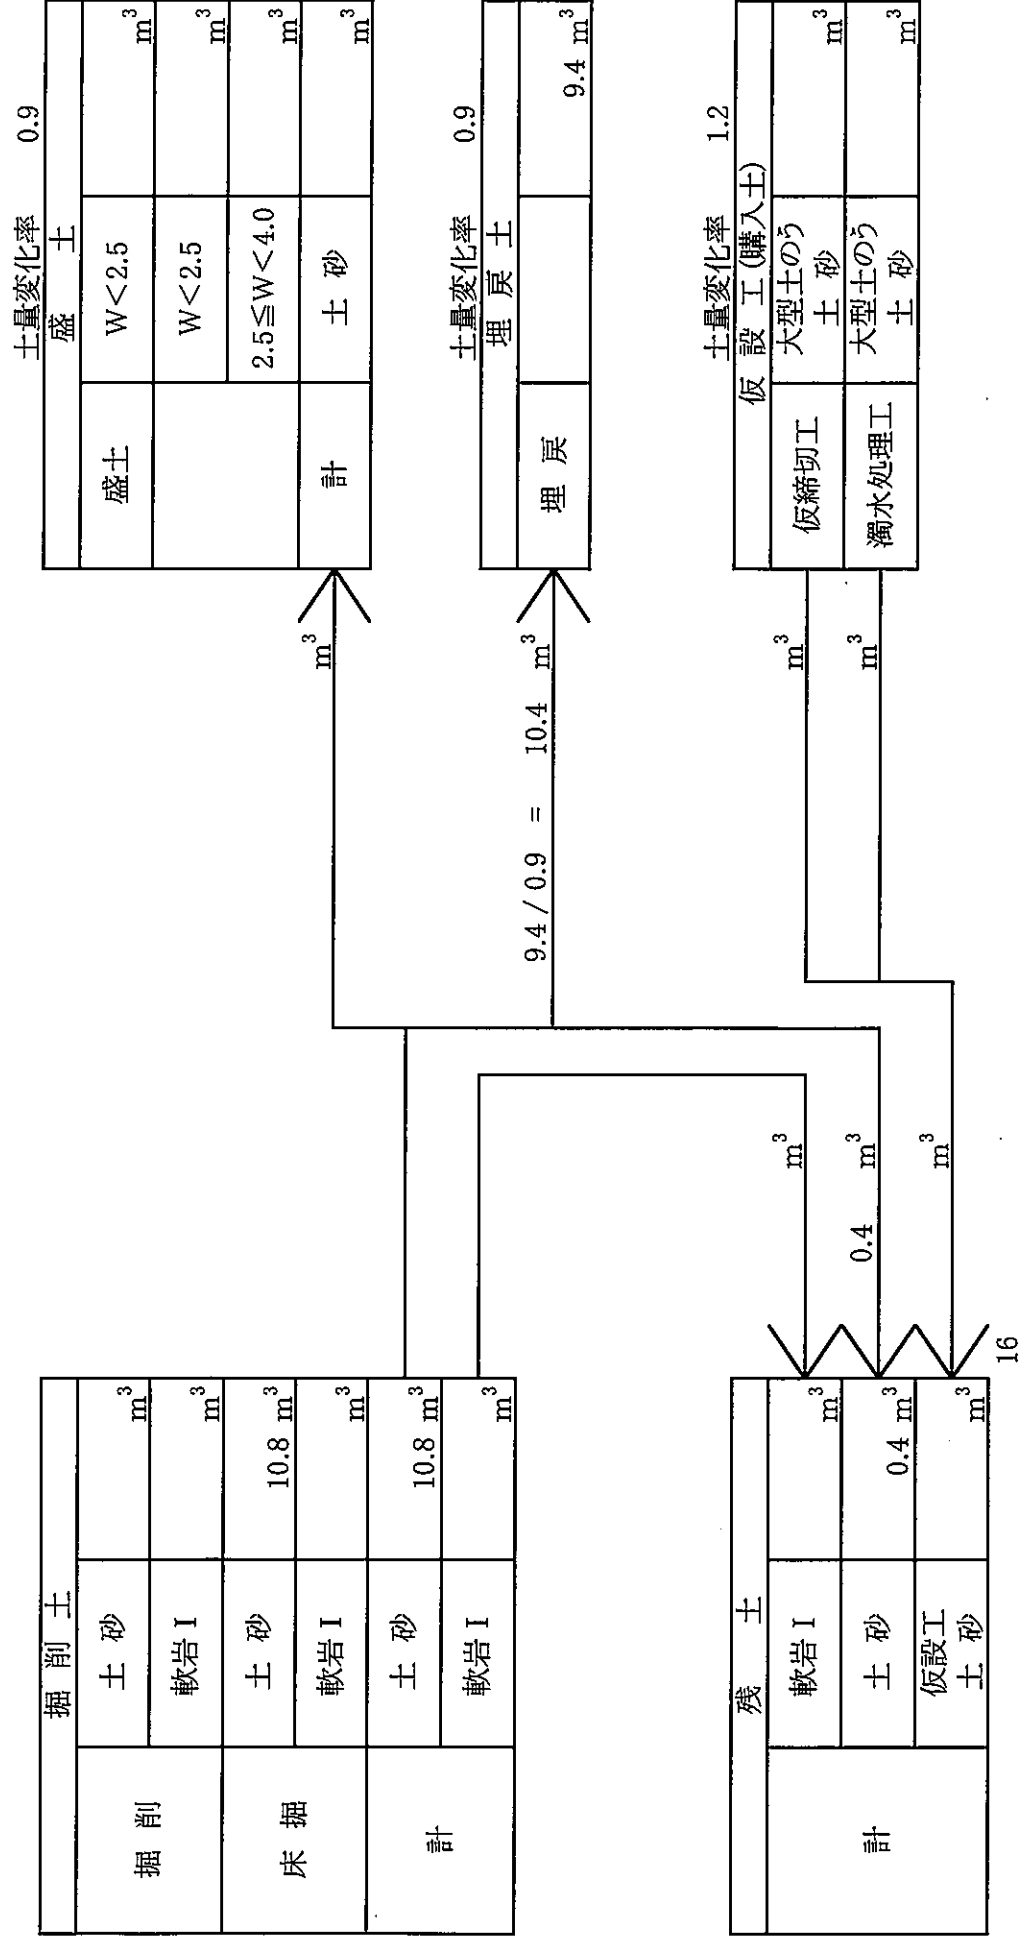 掘 削 土
掘 削 土 砂 m³
軟岩Ⅰ m³
床 掘 土 砂 10.8 m³
軟岩Ⅰ m³
計 土 砂 10.8 m³
軟岩Ⅰ m³
土量変化率 0.9
盛 土
盛土 W<2.5 m³
W<2.5 m³
2.5≦W<4.0 m³
計 土 砂 m³
m³
土量変化率 0.9
埋 戻 土
埋 戻 9.4 m³
9.4 / 0.9 = 10.4 m³
土量変化率 1.2
仮 設 工 (購入土)
仮締切工 大型土のう 土 砂 m³
濁水処理工 大型土のう 土 砂 m³
m³
m³
残 土
計 軟岩Ⅰ m³
土 砂 0.4 m³
仮設工 土 砂 m³
m³
0.4 m³
m³
16